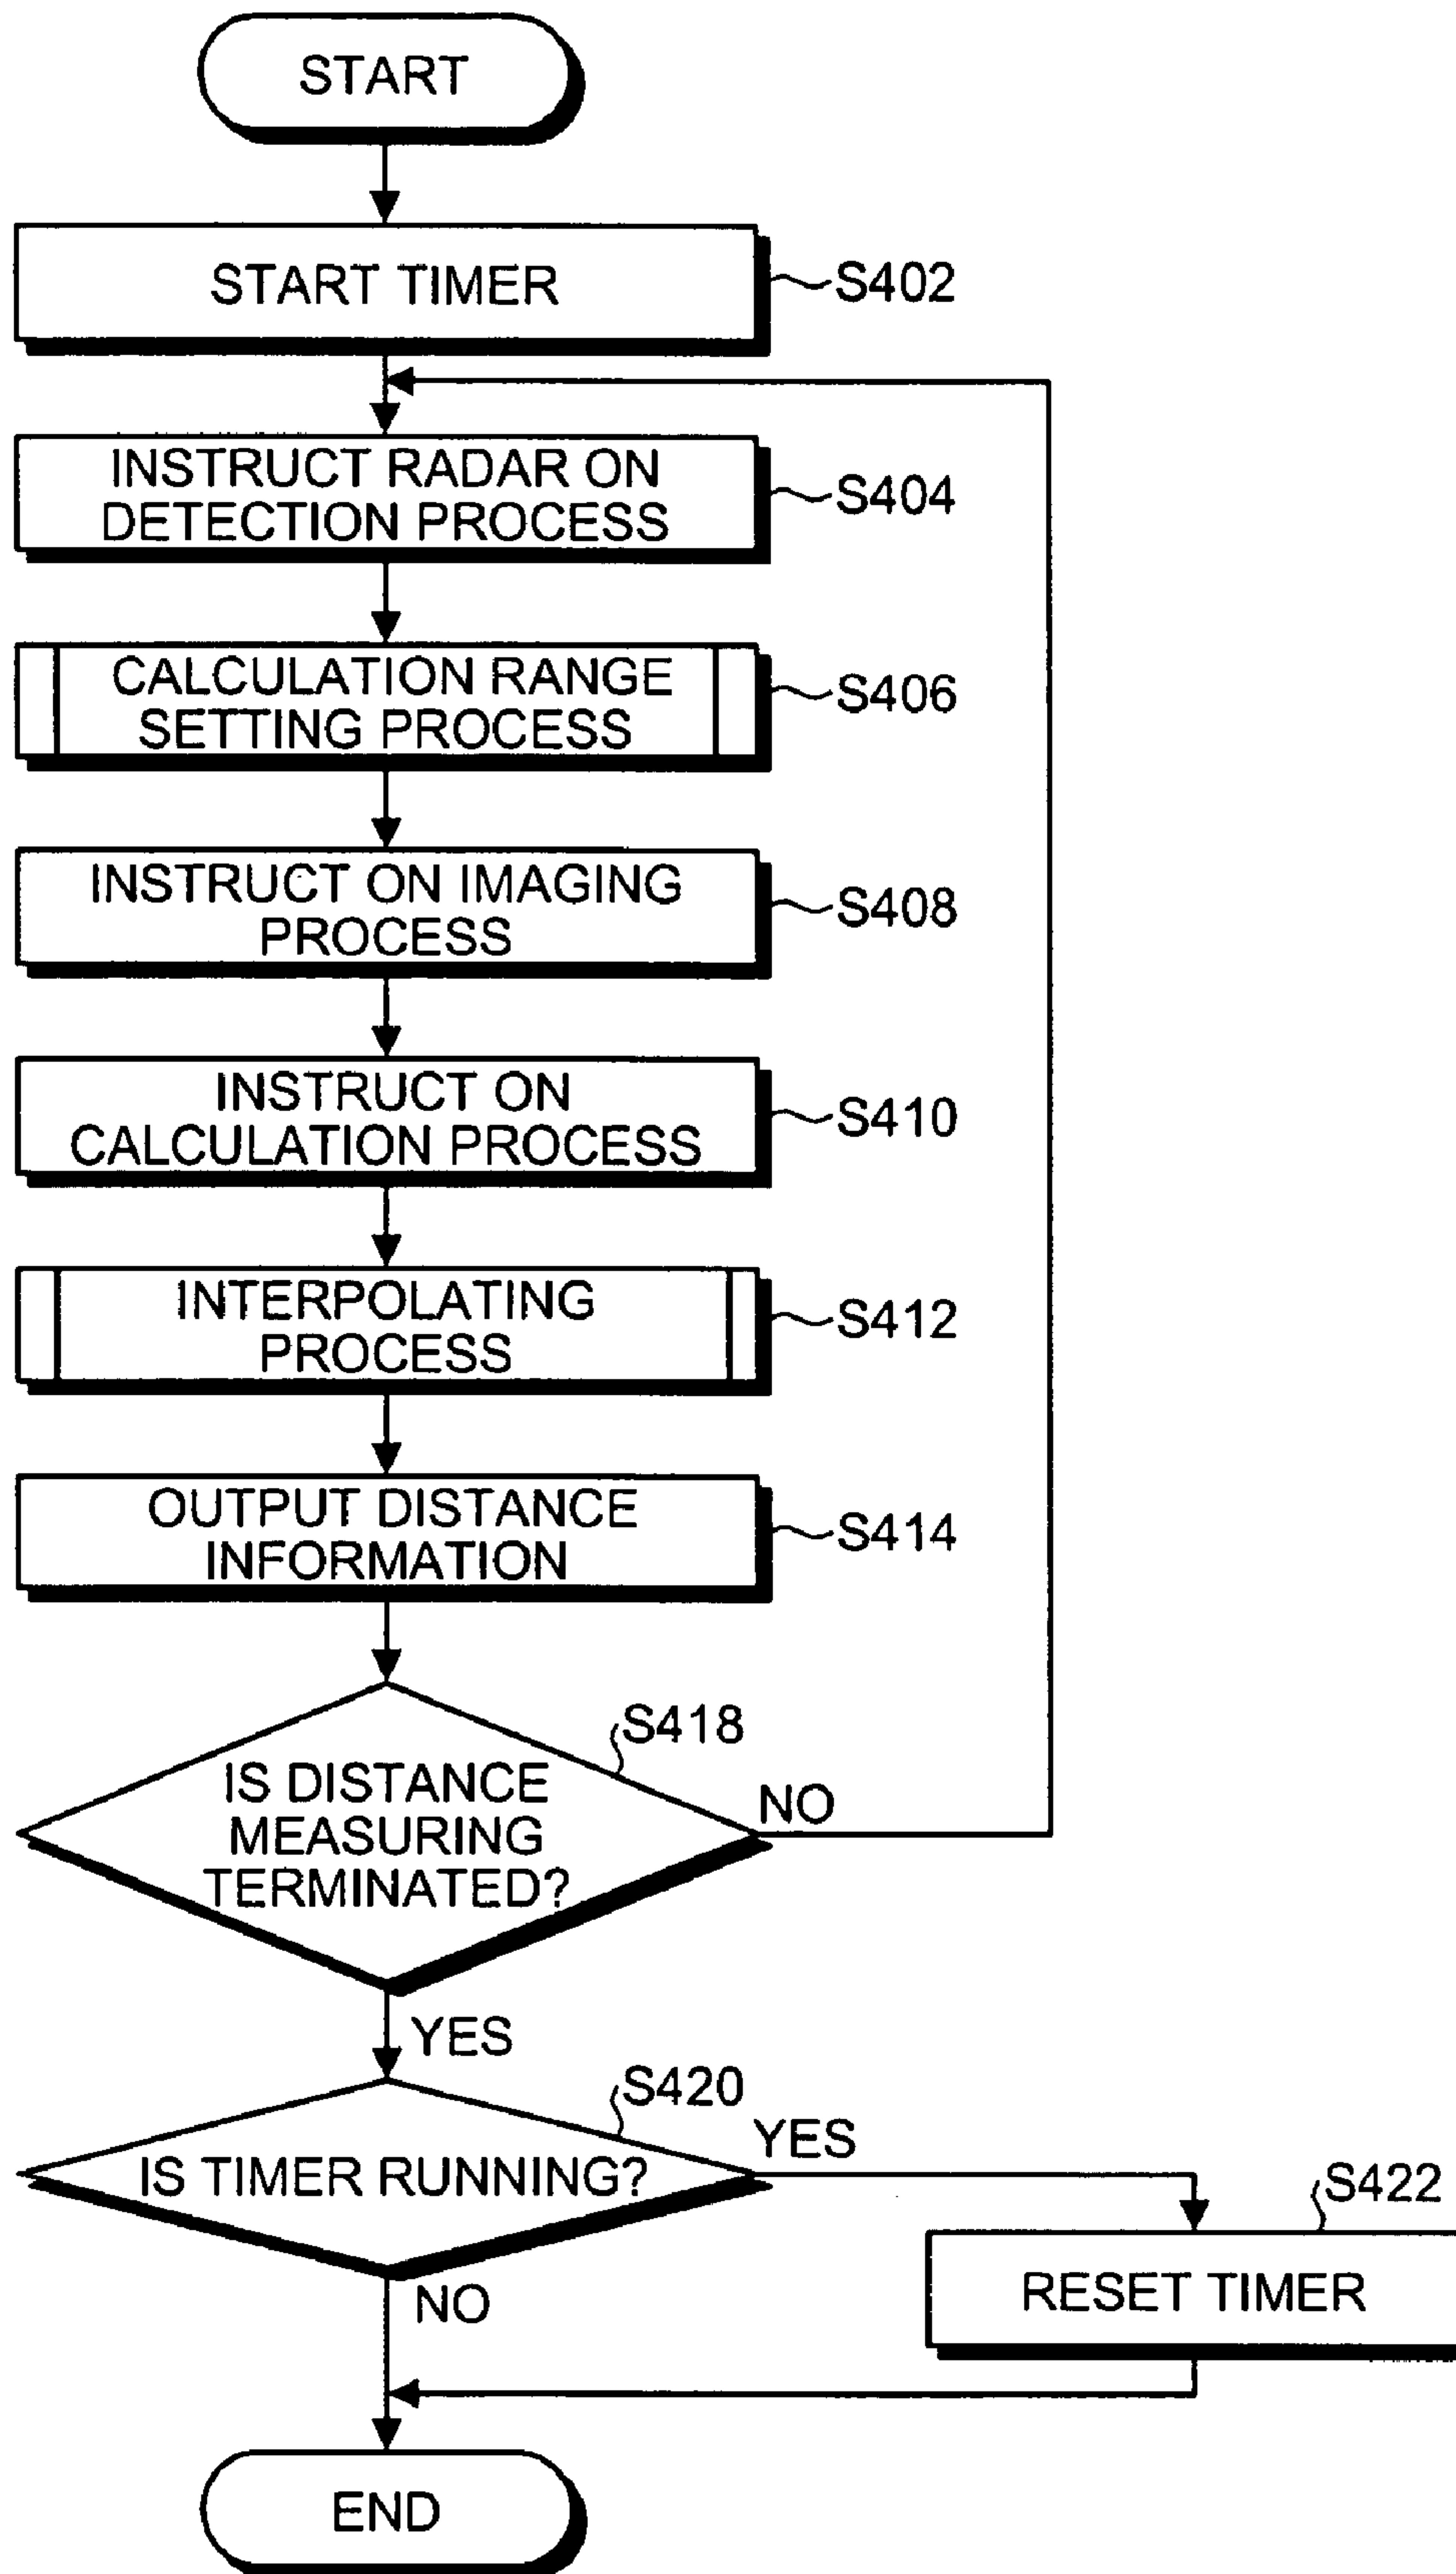 START
START TIMER
S402
INSTRUCT RADAR ON
DETECTION PROCESS
S404
CALCULATION RANGE
SETTING PROCESS
S406
INSTRUCT ON IMAGING
PROCESS
S408
INSTRUCT ON
CALCULATION PROCESS
S410
INTERPOLATING
PROCESS
S412
OUTPUT DISTANCE
INFORMATION
S414
S418
IS DISTANCE
MEASURING
TERMINATED?
NO
YES
S420
IS TIMER RUNNING?
YES
S422
RESET TIMER
NO
END